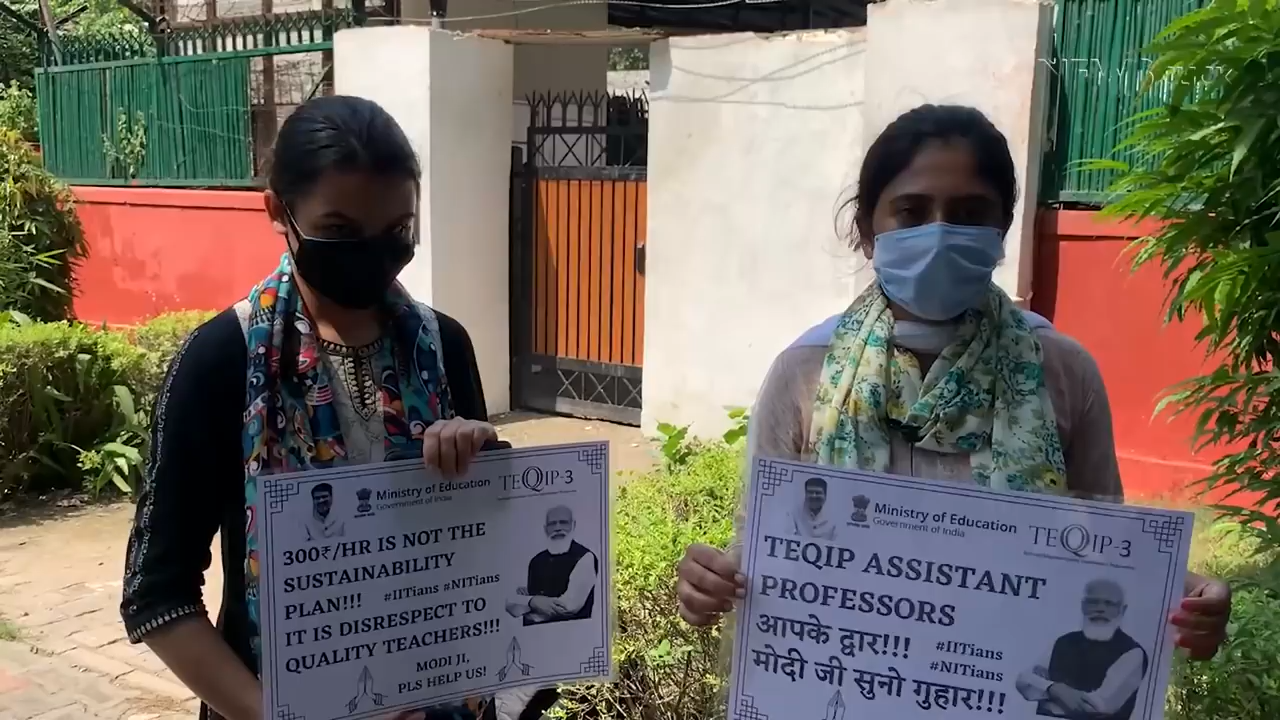 Ministry of Education
Government of India
TEQIP-3
300₹/HR IS NOT THE
SUSTAINABILITY
PLAN!!! #IITians #NITians
IT IS DISRESPECT TO
QUALITY TEACHERS!!!
MODI JI,
PLS HELP US!
Ministry of Education
Government of India
TEQIP-3
TEQIP ASSISTANT
PROFESSORS
आपके द्वार!!! #IITians
#NITians
मोदी जी सुनो गुहार!!!